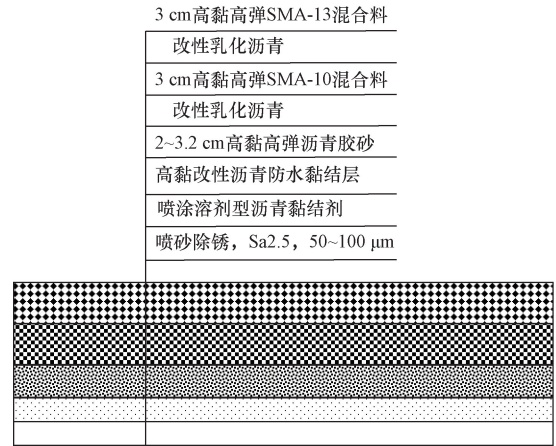 3 cm高黏高弹SMA-13混合料
改性乳化沥青
3 cm高黏高弹SMA-10混合料
改性乳化沥青
2~3.2 cm高黏高弹沥青胶砂
高黏改性沥青防水黏结层
喷涂溶剂型沥青黏结剂
喷砂除锈，Sa2.5，50~100 μm